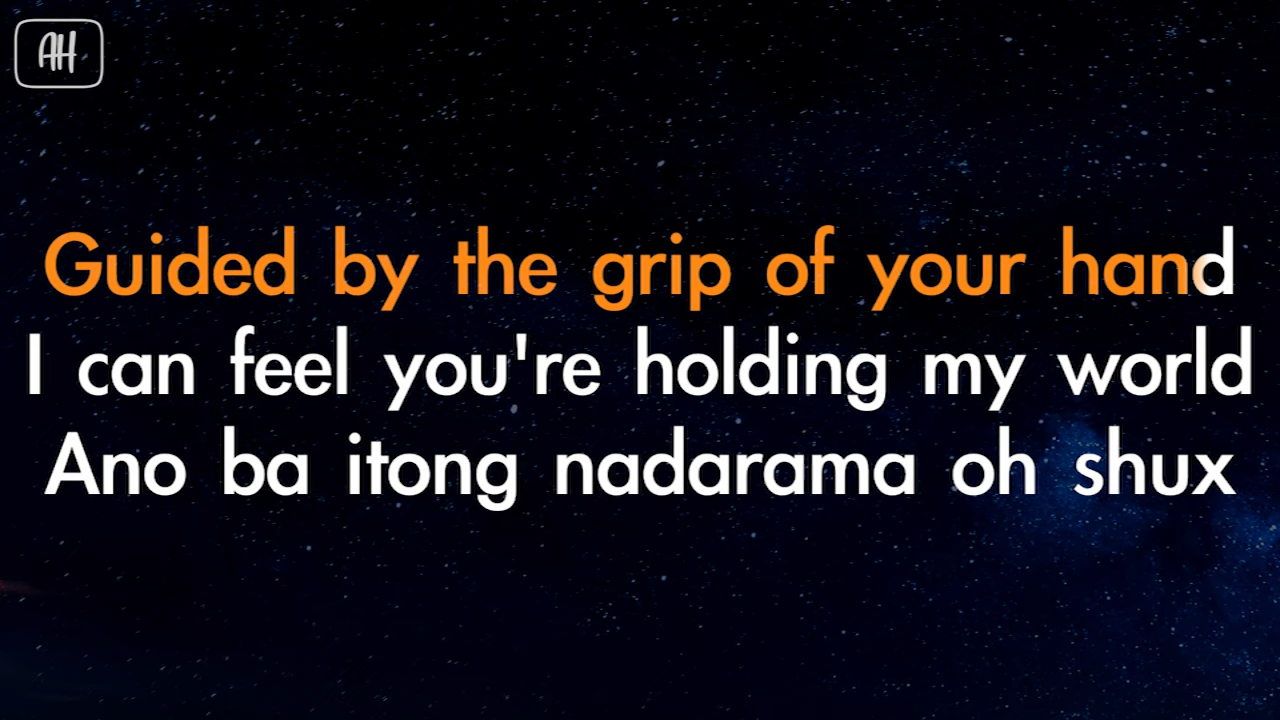 AH
Guided by the grip of your hand
I can feel you're holding my world
Ano ba itong nadarama oh shux